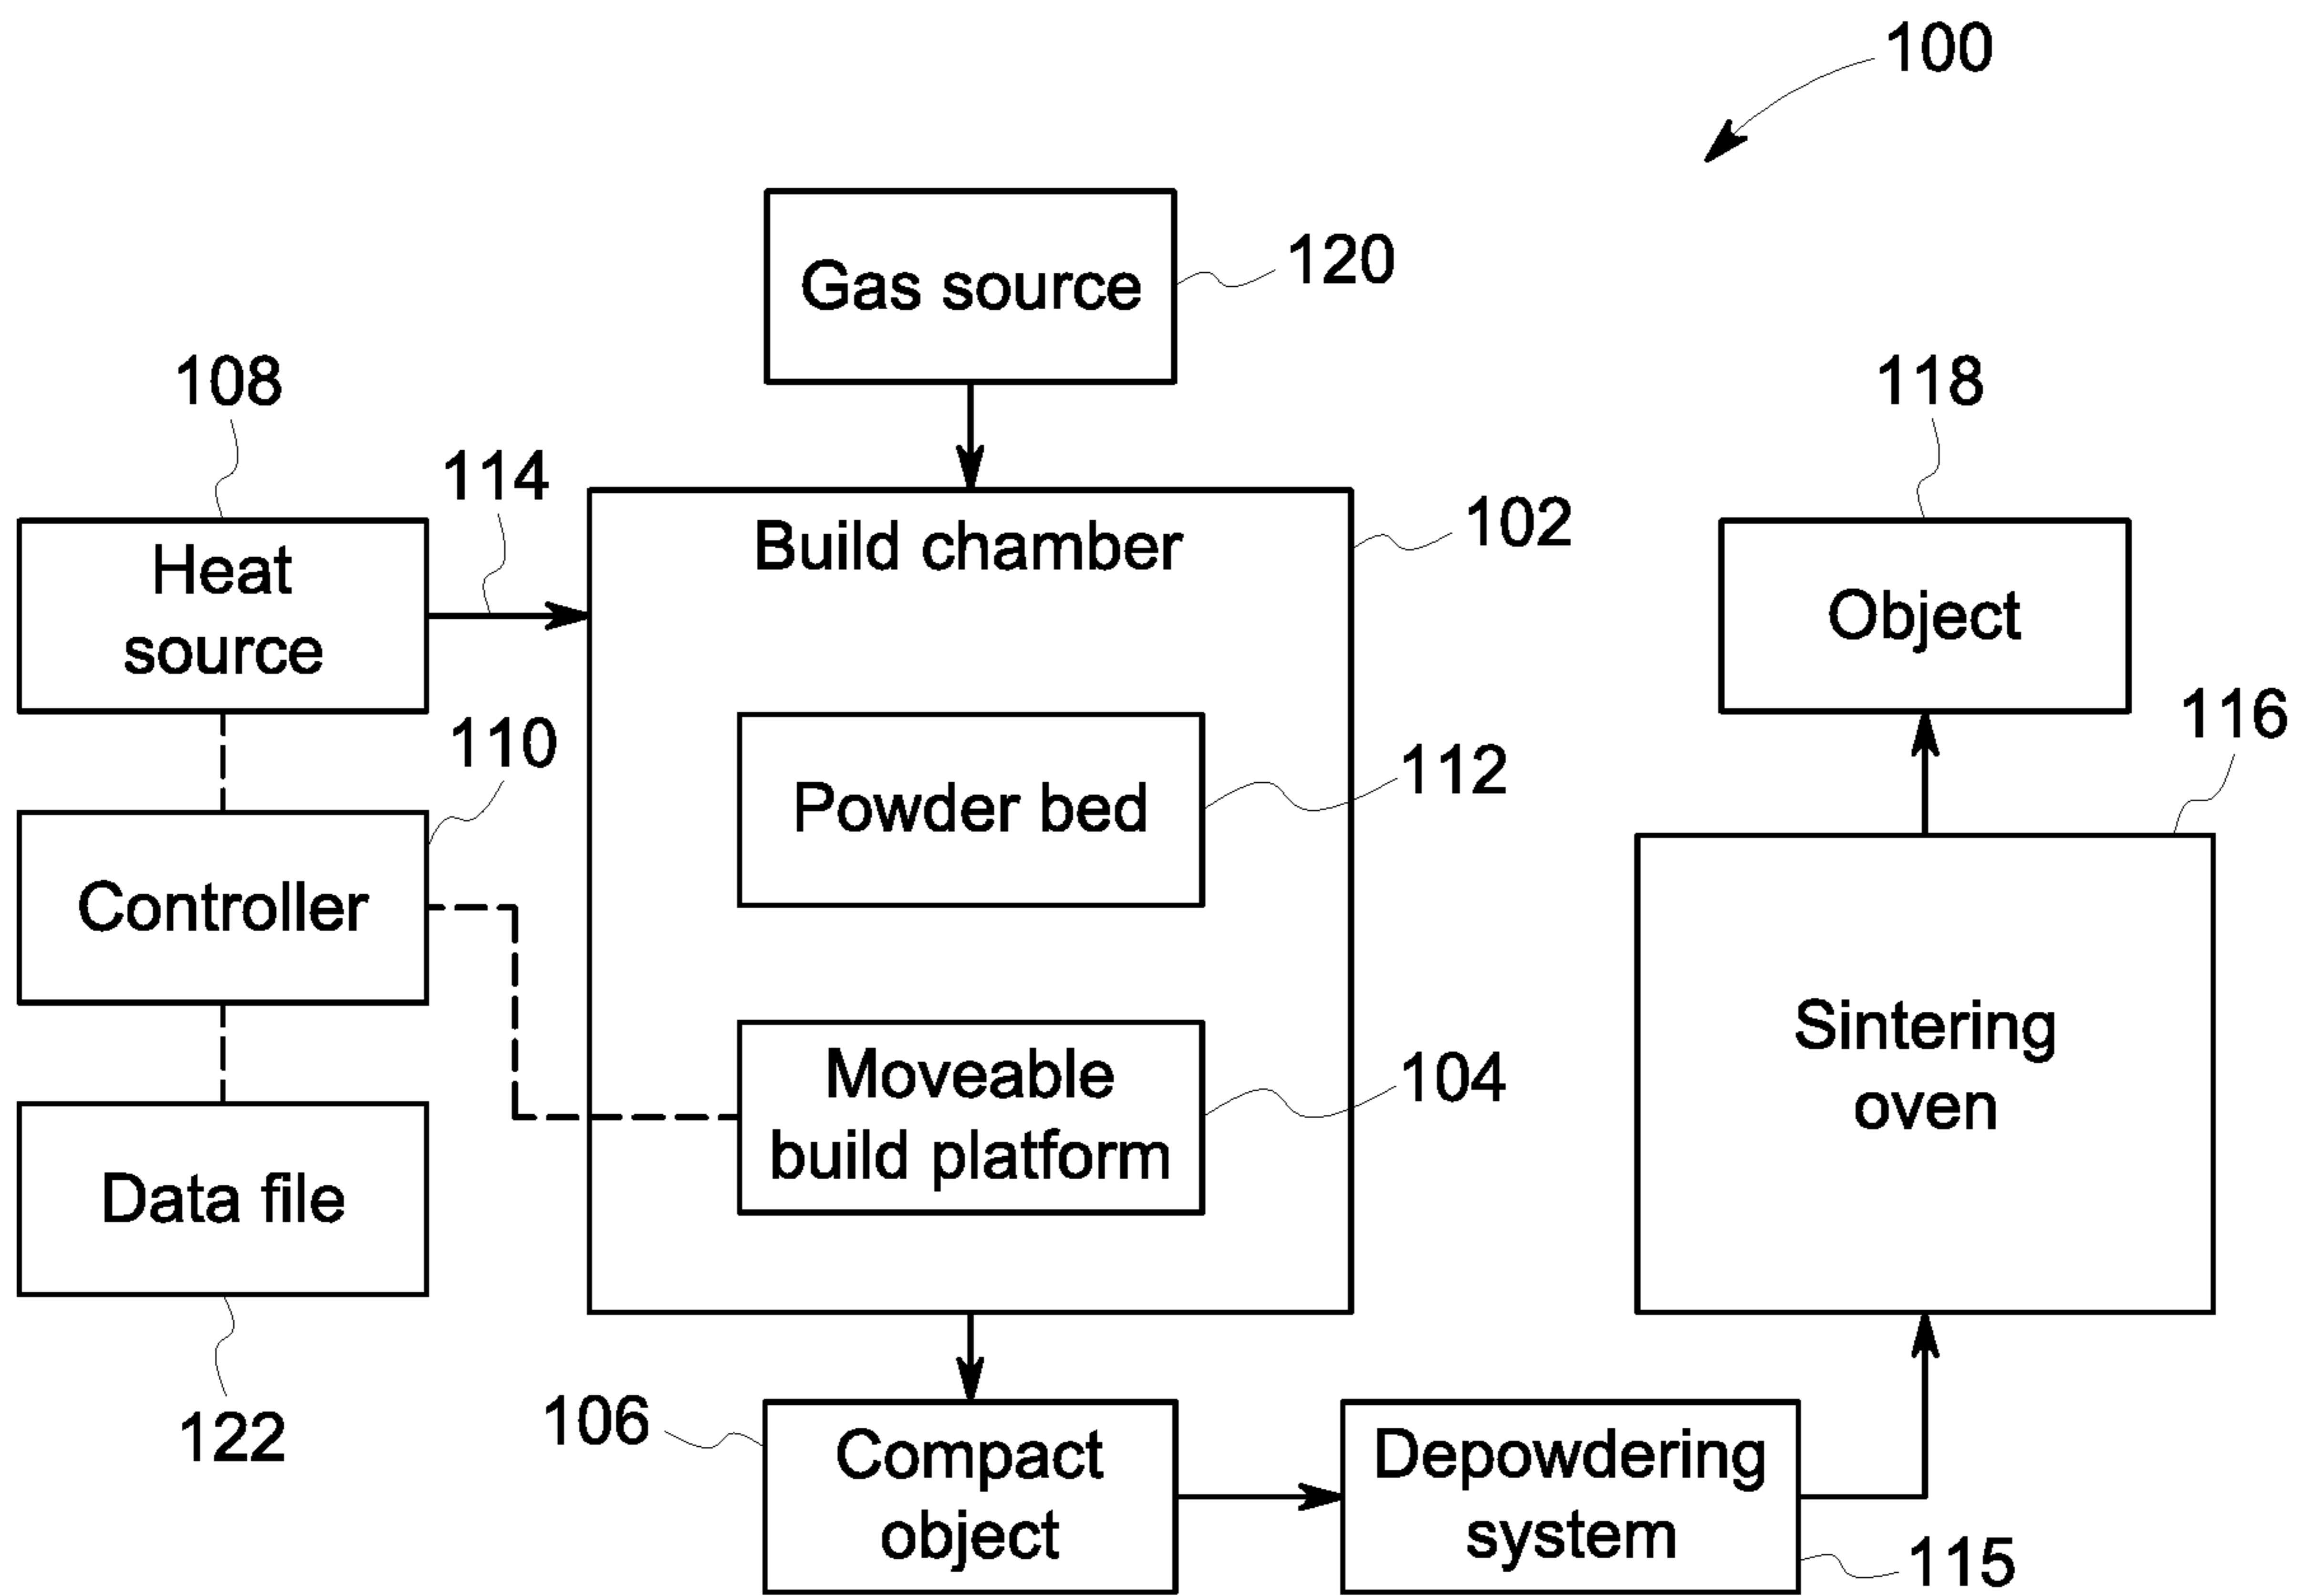 100
Gas source
120
108
114
118
Heat
source
Build chamber
102
Object
110
116
Powder bed
112
Controller
Sintering
oven
Moveable
build platform
104
Data file
122
106
Compact
object
Depowdering
system
115